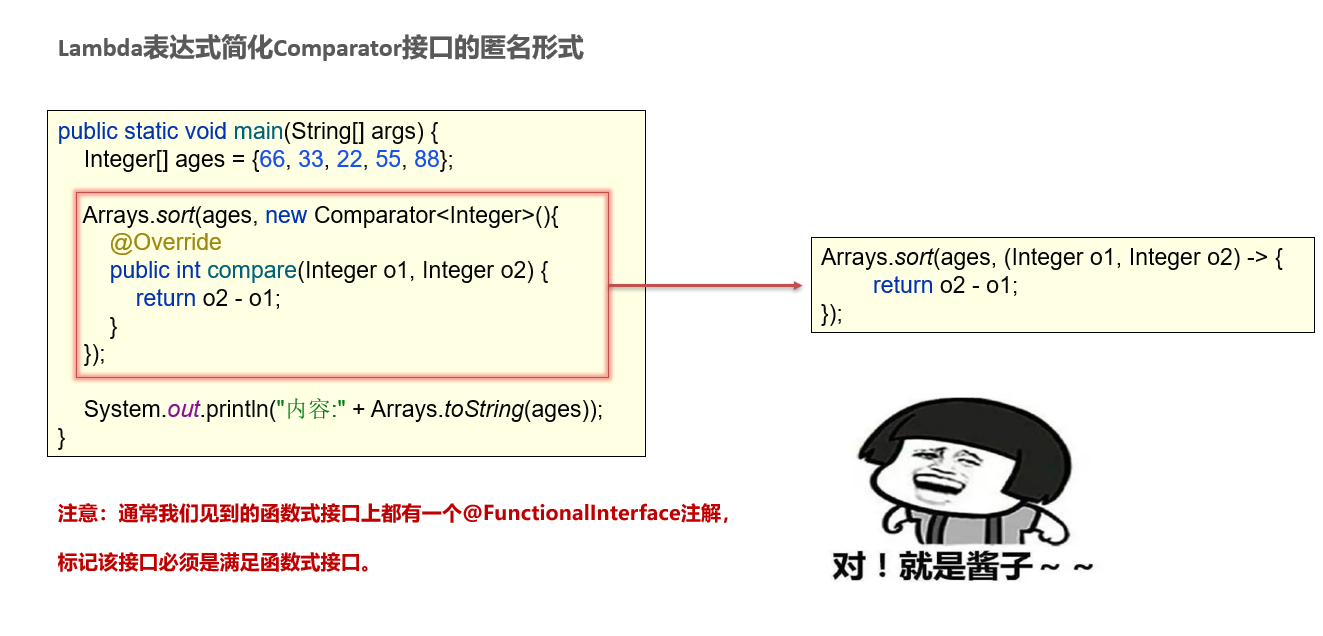 Lambda表达式简化Comparator接口的匿名形式
public static void main(String[] args) {
Integer[] ages = {66, 33, 22, 55, 88};
Arrays.sort(ages, new Comparator<Integer>(){
@Override
public int compare(Integer o1, Integer o2) {
return o2 - o1;
}
});
System.out.println("内容:" + Arrays.toString(ages));
}
Arrays.sort(ages, (Integer o1, Integer o2) -> {
return o2 - o1;
});
注意：通常我们见到的函数式接口上都有一个@FunctionalInterface注解，
标记该接口必须是满足函数式接口。
对！就是酱子～～